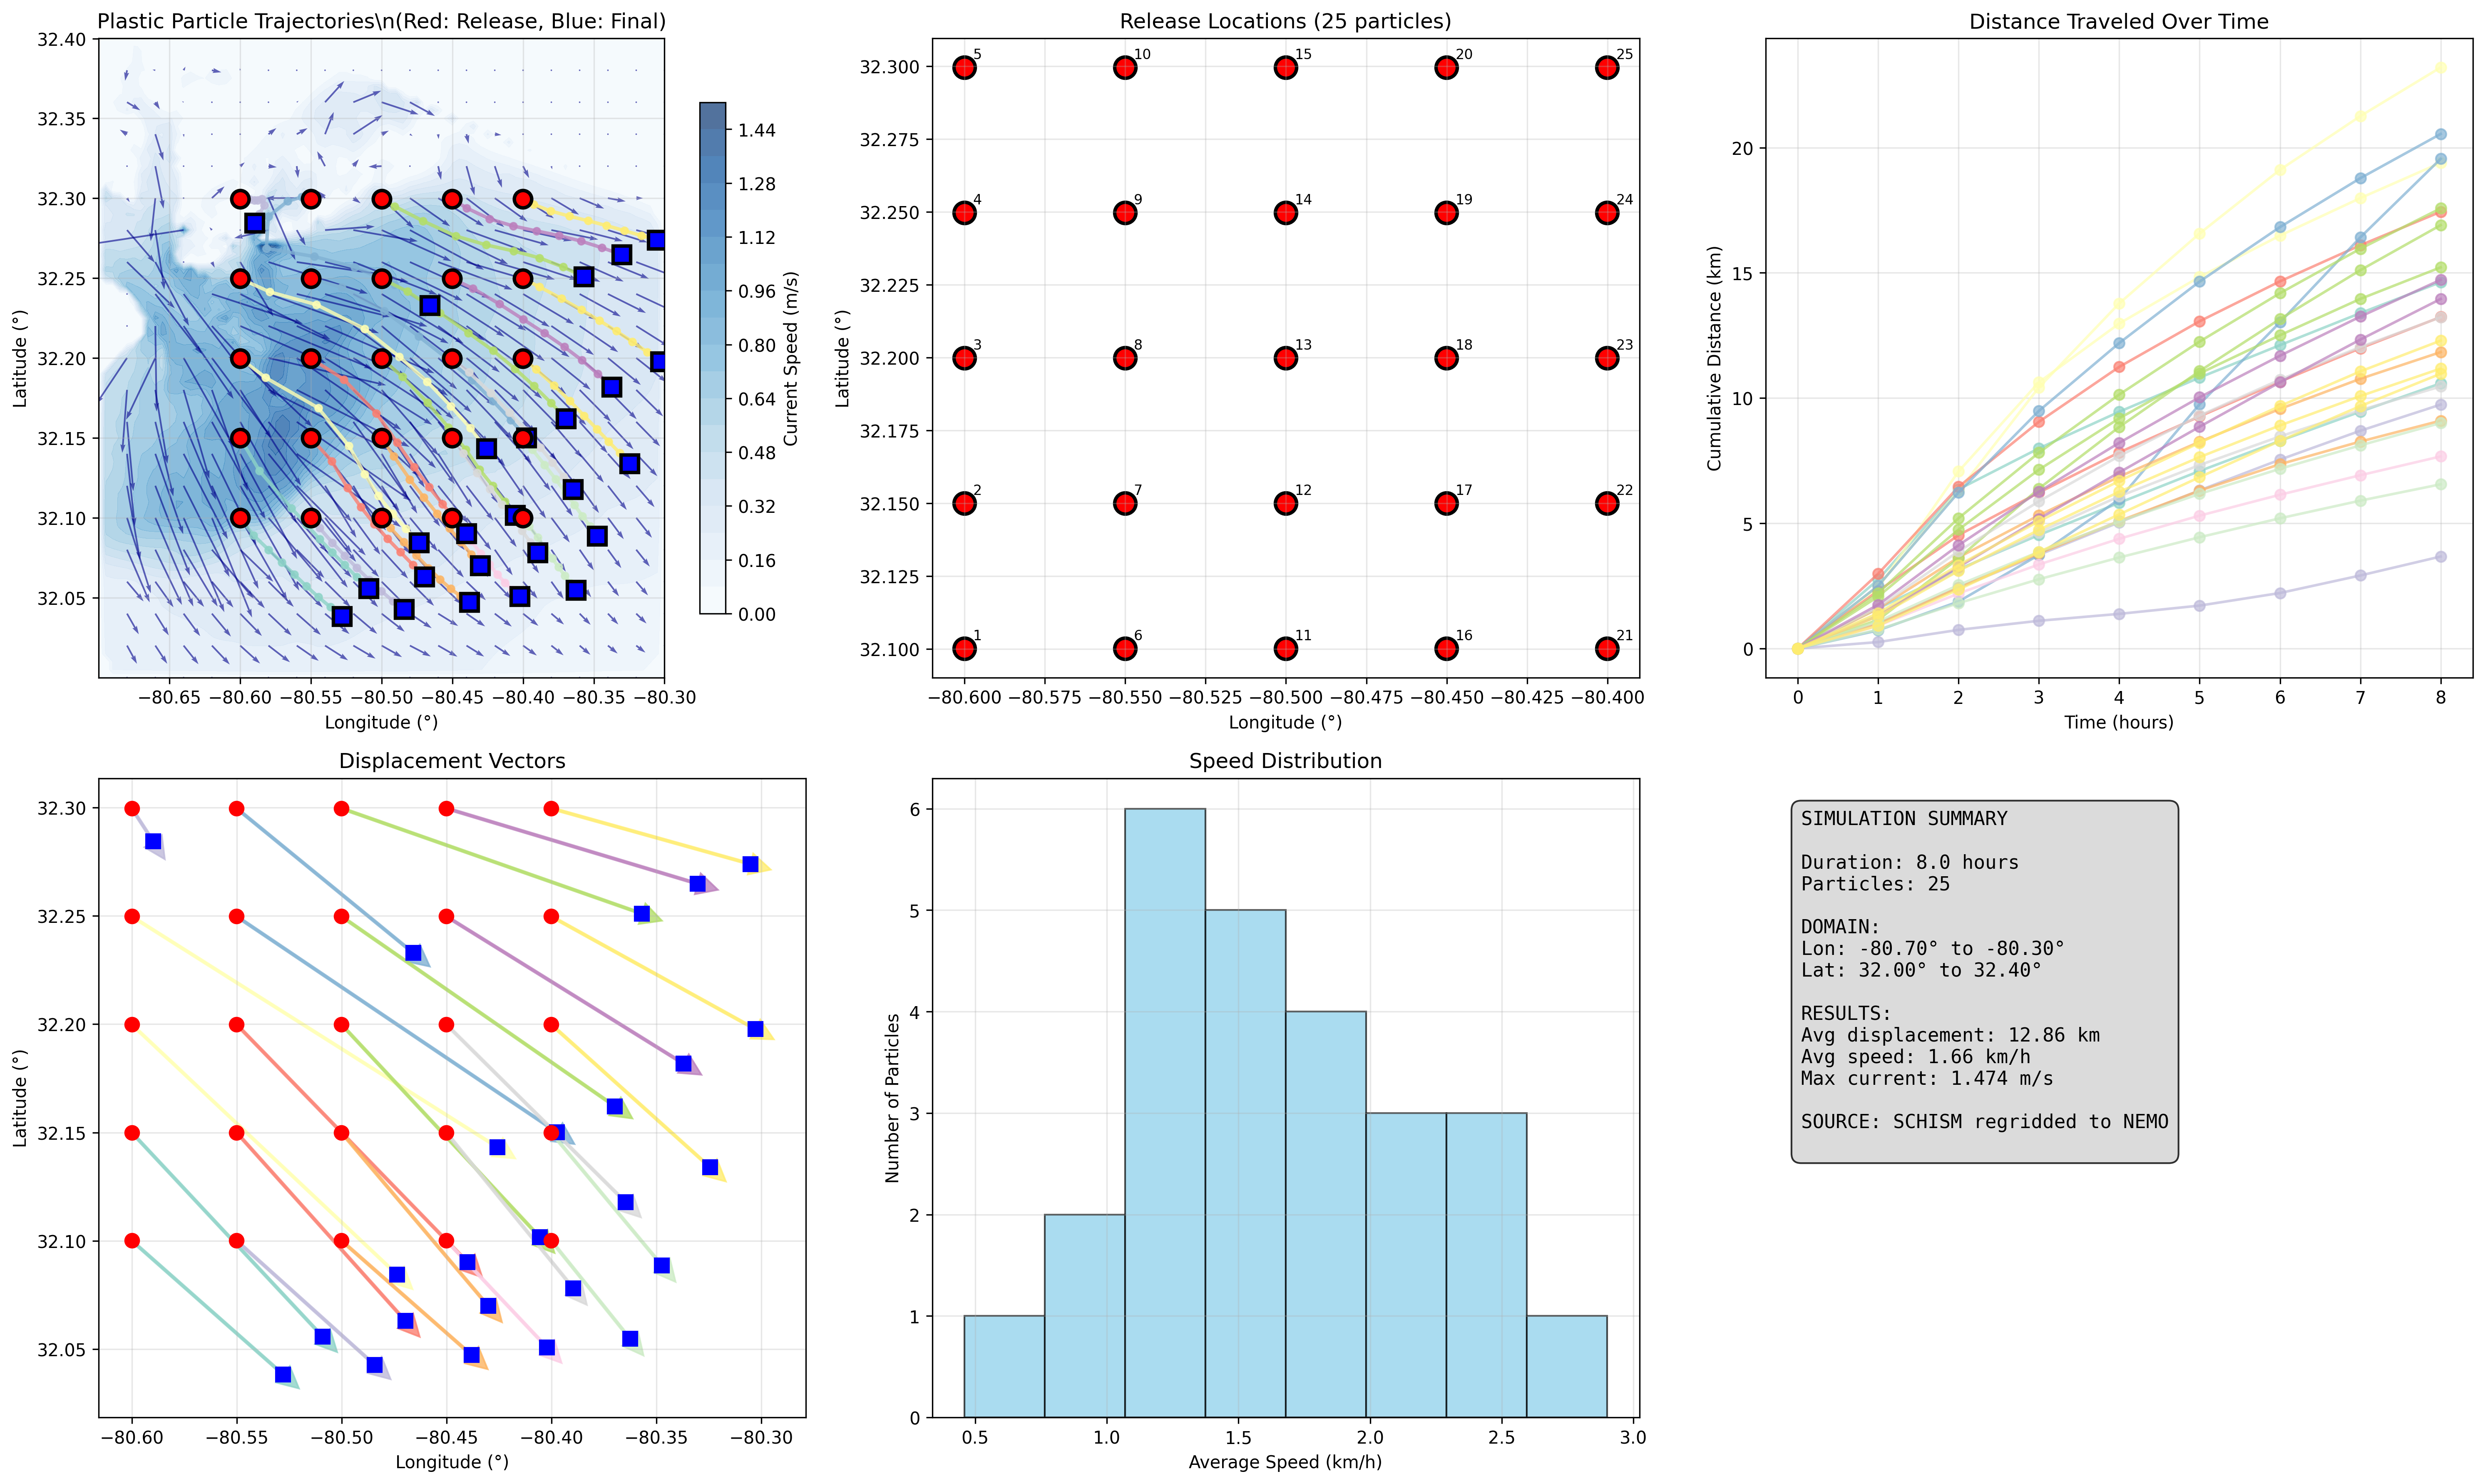 Plastic Particle Trajectories\n(Red: Release, Blue: Final)
32.40
32.35
32.30
32.25
32.20
32.15
32.10
32.05
Latitude (°)
−80.65 −80.60 −80.55 −80.50 −80.45 −80.40 −80.35 −80.30
Longitude (°)
1.44
1.28
1.12
0.96
0.80
0.64
0.48
0.32
0.16
0.00
Current Speed (m/s)
Release Locations (25 particles)
32.300
32.275
32.250
32.225
32.200
32.175
32.150
32.125
32.100
Latitude (°)
5 10 15 20 25
4 9 14 19 24
3 8 13 18 23
2 7 12 17 22
1 6 11 16 21
−80.600 −80.575 −80.550 −80.525 −80.500 −80.475 −80.450 −80.425 −80.400
Longitude (°)
Distance Traveled Over Time
20
15
10
5
0
Cumulative Distance (km)
0 1 2 3 4 5 6 7 8
Time (hours)
Displacement Vectors
32.30
32.25
32.20
32.15
32.10
32.05
Latitude (°)
−80.60 −80.55 −80.50 −80.45 −80.40 −80.35 −80.30
Longitude (°)
Speed Distribution
6
5
4
3
2
1
0
Number of Particles
0.5 1.0 1.5 2.0 2.5 3.0
Average Speed (km/h)
SIMULATION SUMMARY
Duration: 8.0 hours
Particles: 25
DOMAIN:
Lon: -80.70° to -80.30°
Lat: 32.00° to 32.40°
RESULTS:
Avg displacement: 12.86 km
Avg speed: 1.66 km/h
Max current: 1.474 m/s
SOURCE: SCHISM regridded to NEMO